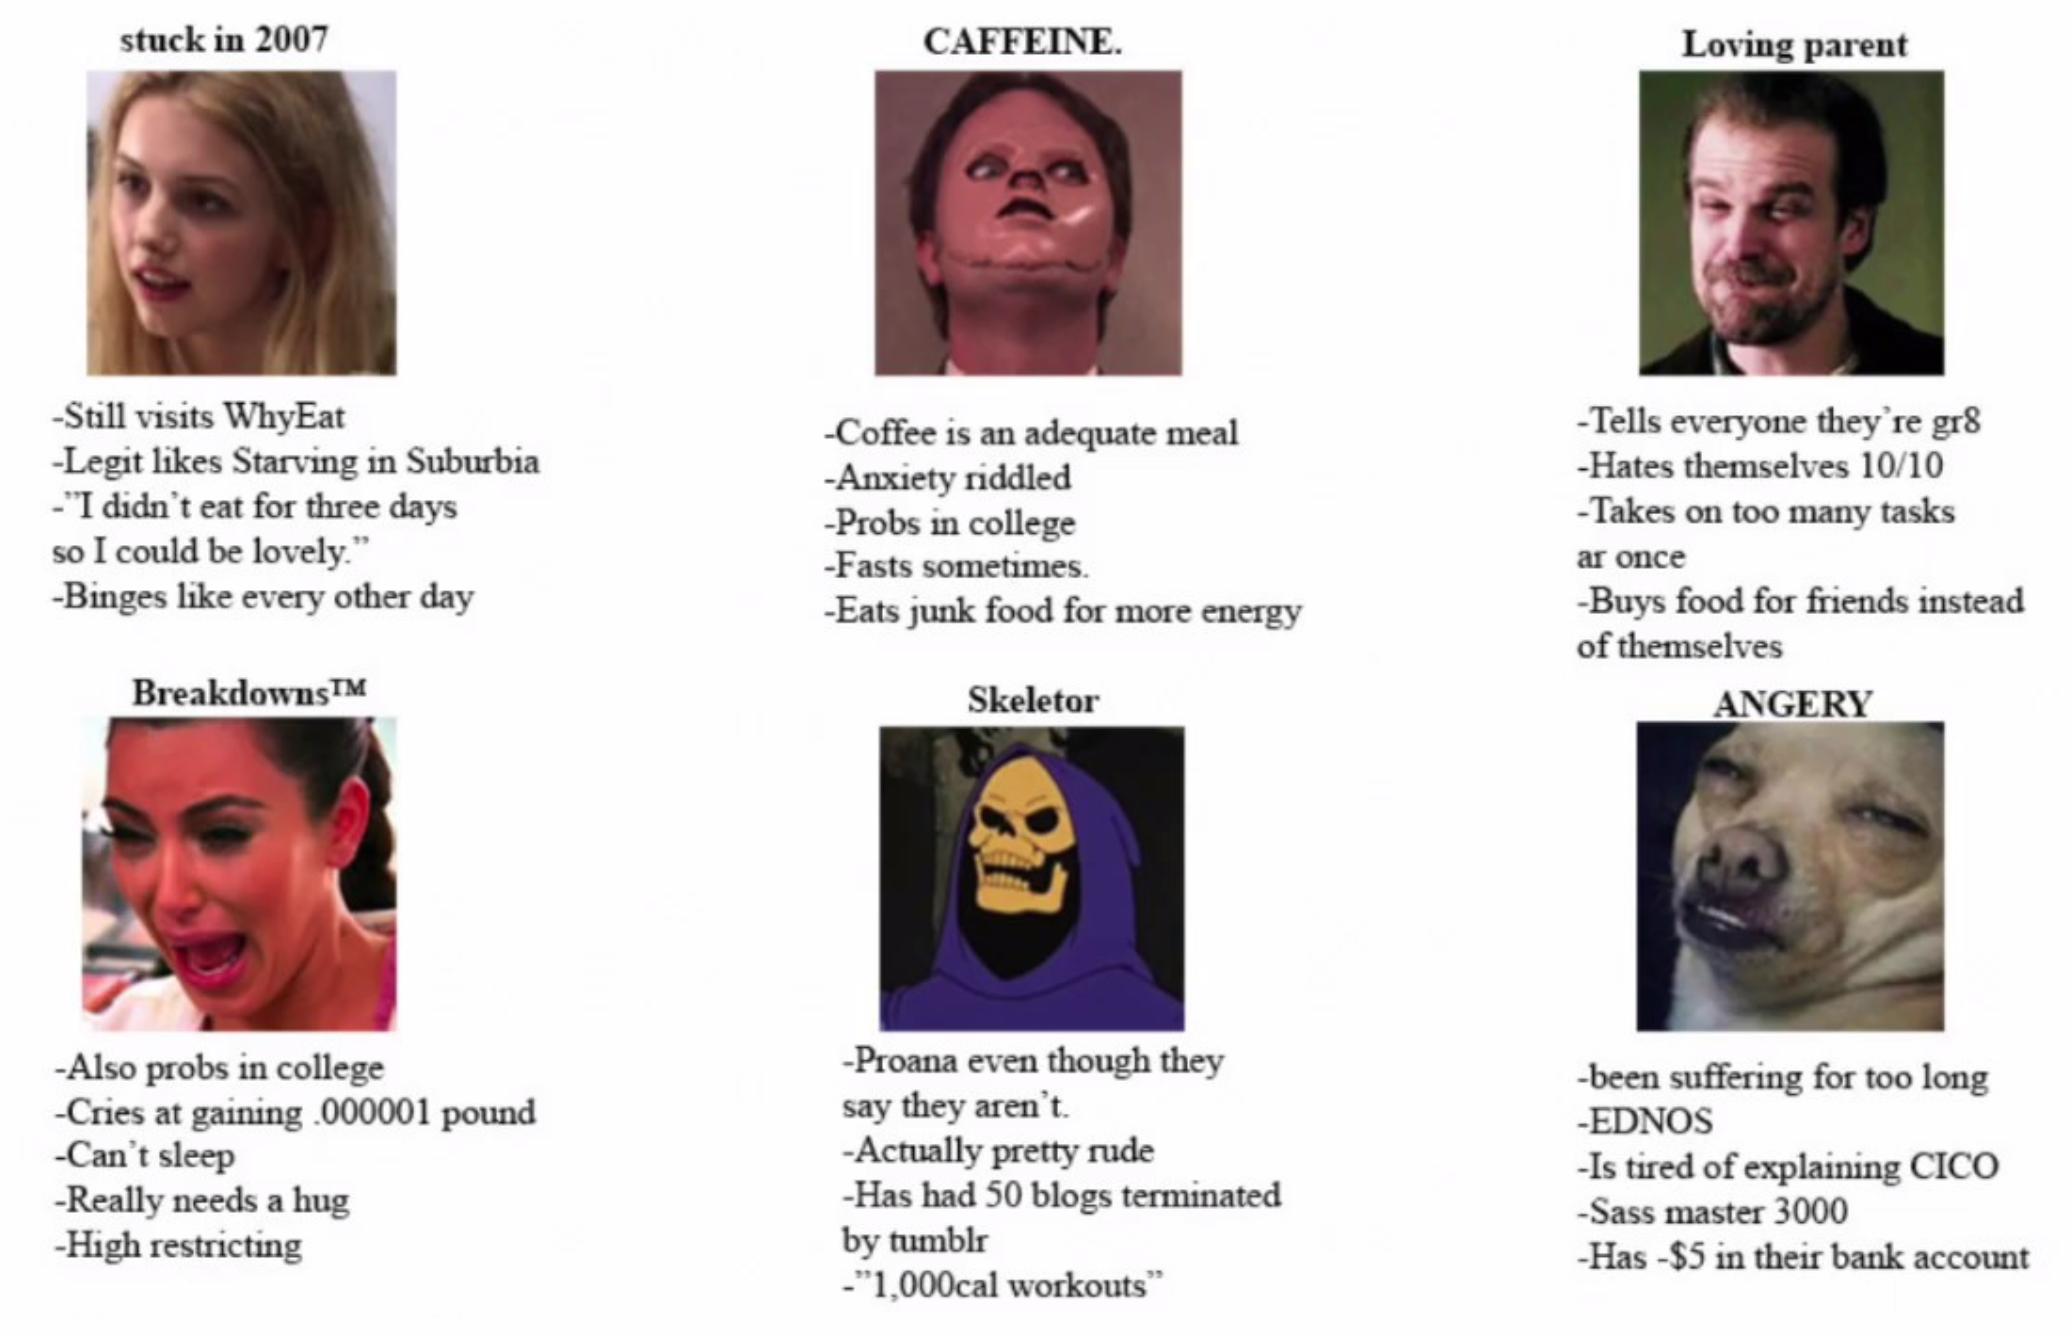 stuck in 2007
-Still visits WhyEat
-Legit likes Starving in Suburbia
-”I didn’t eat for three days
so I could be lovely.”
-Binges like every other day
CAFFEINE.
-Coffee is an adequate meal
-Anxiety riddled
-Probs in college
-Fasts sometimes.
-Eats junk food for more energy
Loving parent
-Tells everyone they’re gr8
-Hates themselves 10/10
-Takes on too many tasks
ar once
-Buys food for friends instead
of themselves
Breakdowns™
-Also probs in college
-Cries at gaining .000001 pound
-Can’t sleep
-Really needs a hug
-High restricting
Skeletor
-Proana even though they
say they aren’t.
-Actually pretty rude
-Has had 50 blogs terminated
by tumblr
-”1,000cal workouts”
ANGERY
-been suffering for too long
-EDNOS
-Is tired of explaining CICO
-Sass master 3000
-Has -$5 in their bank account